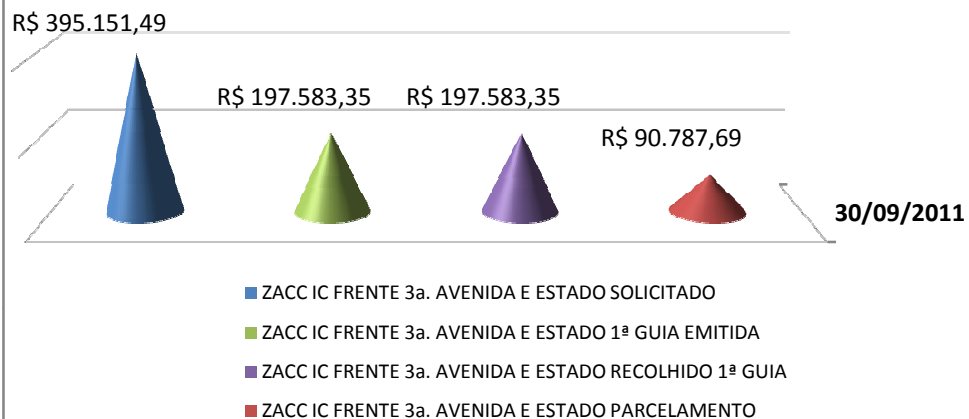 R$ 395.151,49
R$ 197.583,35 R$ 197.583,35
R$ 90.787,69
30/09/2011
ZACC IC FRENTE 3a. AVENIDA E ESTADO SOLICITADO
ZACC IC FRENTE 3a. AVENIDA E ESTADO 1ª GUIA EMITIDA
ZACC IC FRENTE 3a. AVENIDA E ESTADO RECOLHIDO 1ª GUIA
ZACC IC FRENTE 3a. AVENIDA E ESTADO PARCELAMENTO